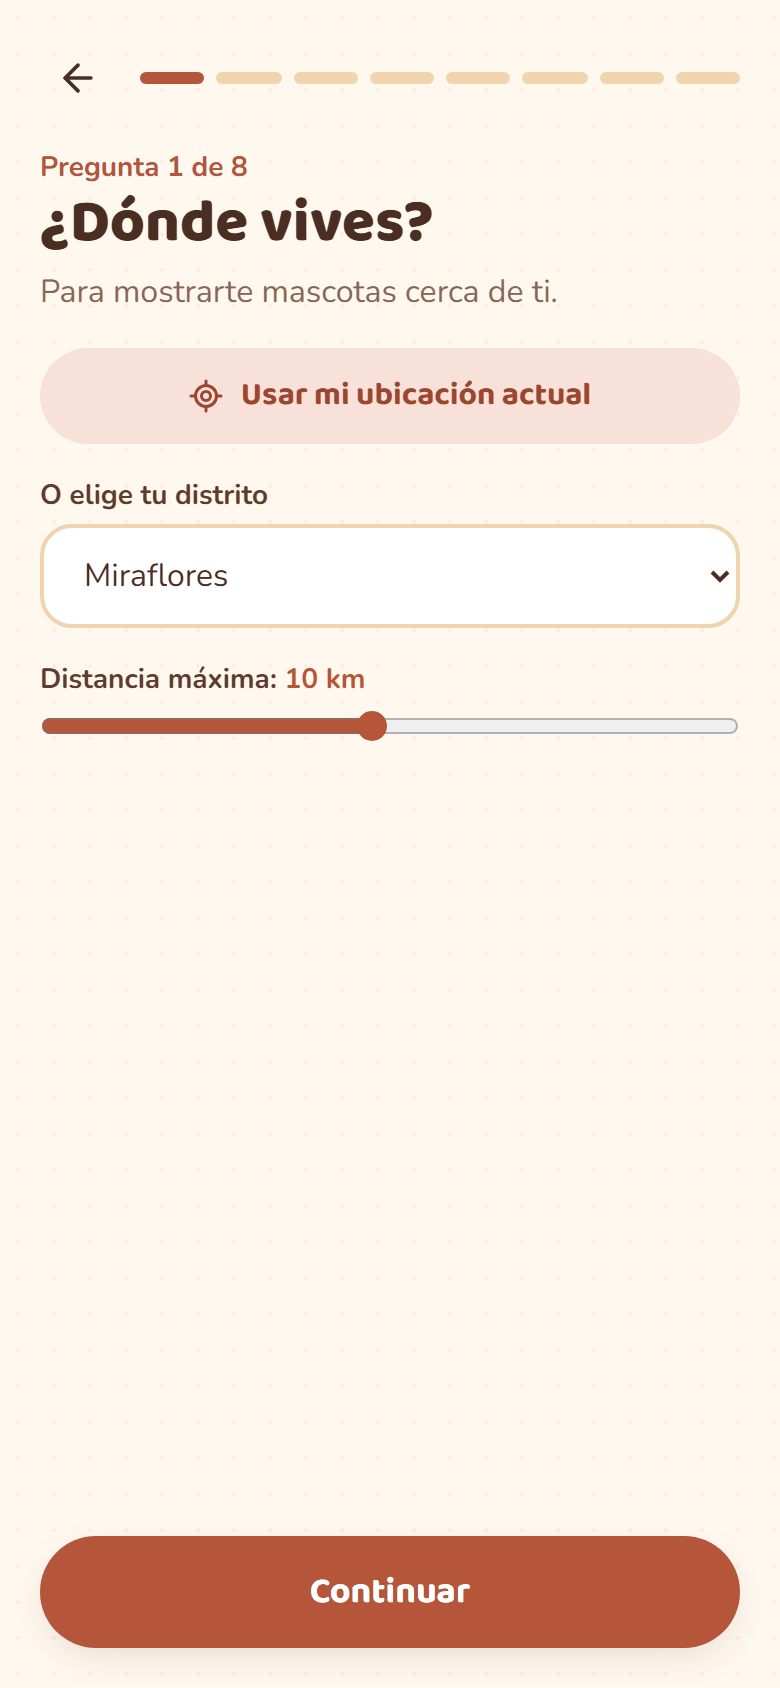 Pregunta 1 de 8
¿Dónde vives?
Para mostrarte mascotas cerca de ti.
Usar mi ubicación actual
O elige tu distrito
Miraflores
Distancia máxima: 10 km
Continuar